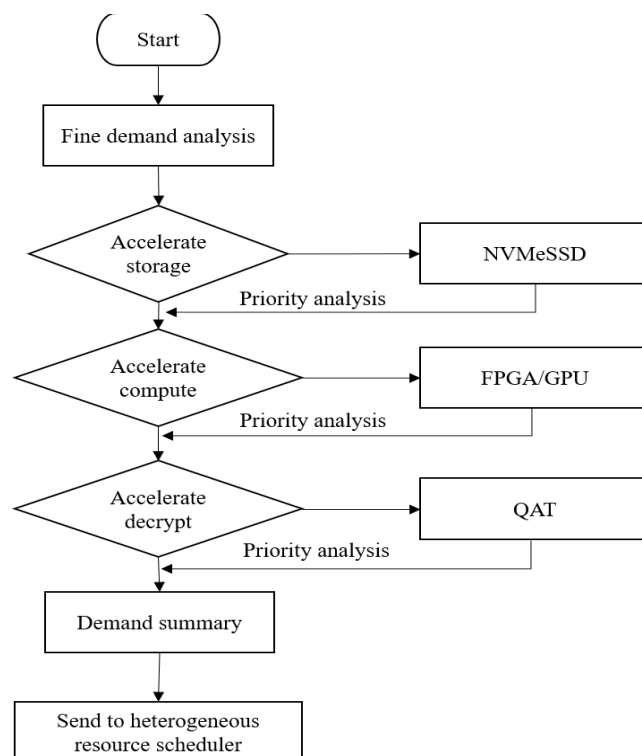 Start
Fine demand analysis
Accelerate
storage
NVMeSSD
Priority analysis
Accelerate
compute
FPGA/GPU
Priority analysis
Accelerate
decrypt
QAT
Priority analysis
Demand summary
Send to heterogeneous
resource scheduler